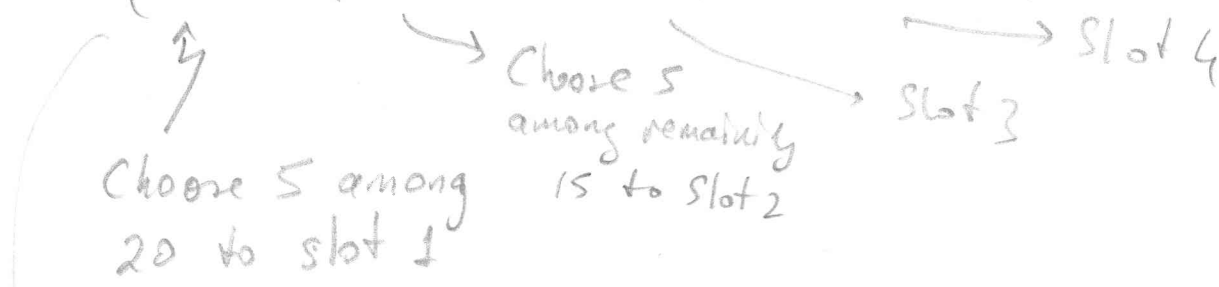 Slot 4
Choose 5
among remaining
15 to Slot 2
Slot 3
Choose 5 among
20 to slot 1